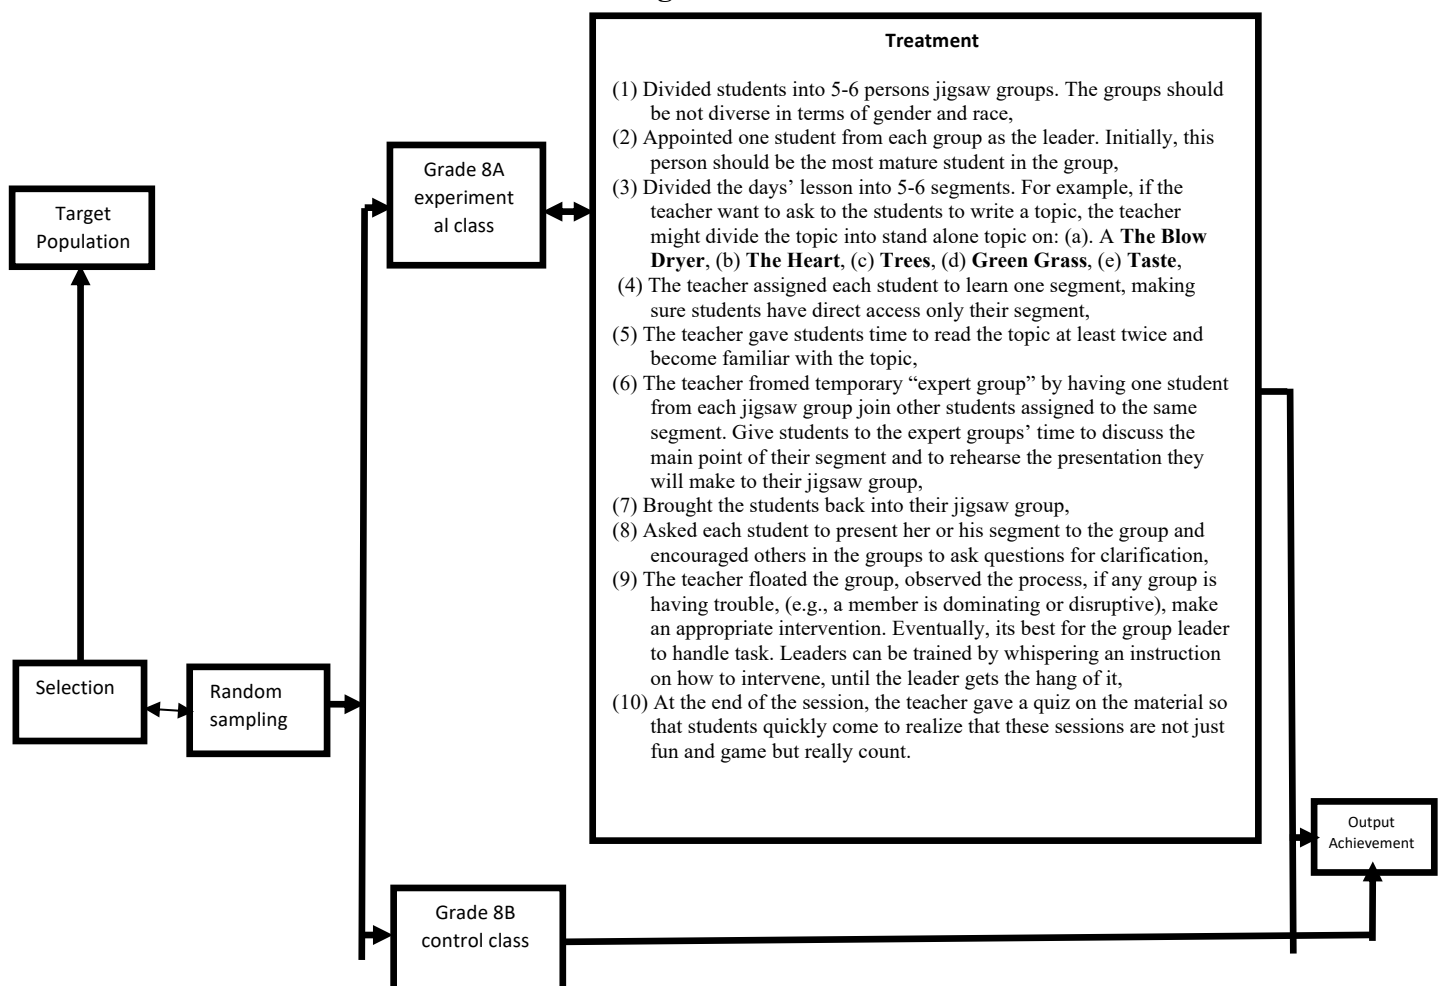 Target
Population
Selection
Random
sampling
Grade 8A
experiment
al class
Treatment
(1) Divided students into 5-6 persons jigsaw groups. The groups should
be not diverse in terms of gender and race,
(2) Appointed one student from each group as the leader. Initially, this
person should be the most mature student in the group,
(3) Divided the days’ lesson into 5-6 segments. For example, if the
teacher want to ask to the students to write a topic, the teacher
might divide the topic into stand alone topic on: (a). A The Blow
Dryer, (b) The Heart, (c) Trees, (d) Green Grass, (e) Taste,
(4) The teacher assigned each student to learn one segment, making
sure students have direct access only their segment,
(5) The teacher gave students time to read the topic at least twice and
become familiar with the topic,
(6) The teacher fromed temporary “expert group” by having one student
from each jigsaw group join other students assigned to the same
segment. Give students to the expert groups’ time to discuss the
main point of their segment and to rehearse the presentation they
will make to their jigsaw group,
(7) Brought the students back into their jigsaw group,
(8) Asked each student to present her or his segment to the group and
encouraged others in the groups to ask questions for clarification,
(9) The teacher floated the group, observed the process, if any group is
having trouble, (e.g., a member is dominating or disruptive), make
an appropriate intervention. Eventually, its best for the group leader
to handle task. Leaders can be trained by whispering an instruction
on how to intervene, until the leader gets the hang of it,
(10) At the end of the session, the teacher gave a quiz on the material so
that students quickly come to realize that these sessions are not just
fun and game but really count.
Grade 8B
control class
Output
Achievement